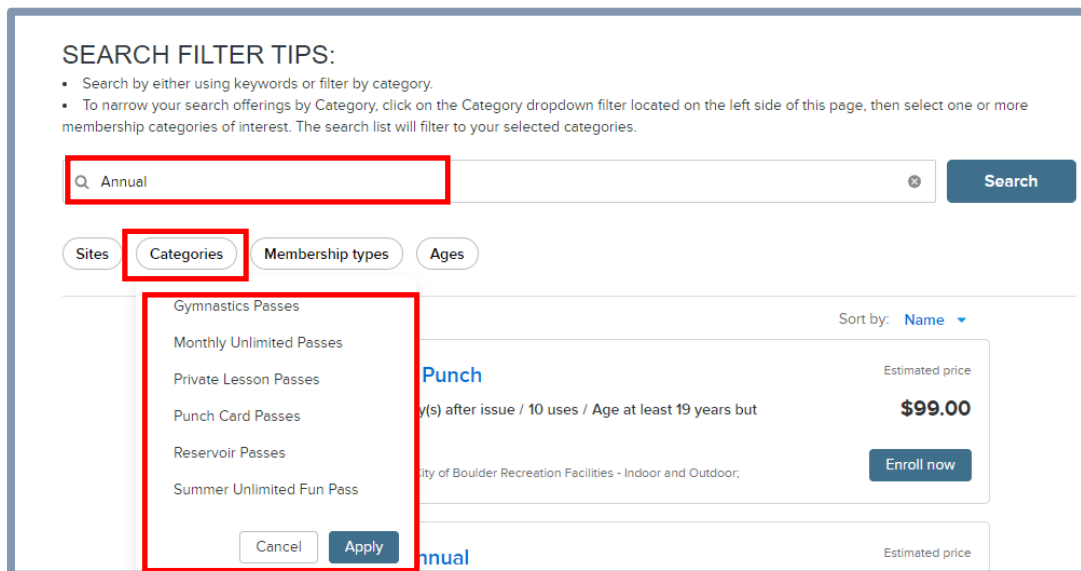 SEARCH FILTER TIPS:
• Search by either using keywords or filter by category.
• To narrow your search offerings by Category, click on the Category dropdown filter located on the left side of this page, then select one or more
membership categories of interest. The search list will filter to your selected categories.
Annual
Search
Sites Categories Membership types Ages
Gymnastics Passes
Sort by: Name
Monthly Unlimited Passes
Private Lesson Passes
Punch Card Passes
Reservoir Passes
Summer Unlimited Fun Pass
Cancel Apply
Punch
Estimated price
y(s) after issue / 10 uses / Age at least 19 years but
$99.00
City of Boulder Recreation Facilities - Indoor and Outdoor;
Enroll now
nnual
Estimated price